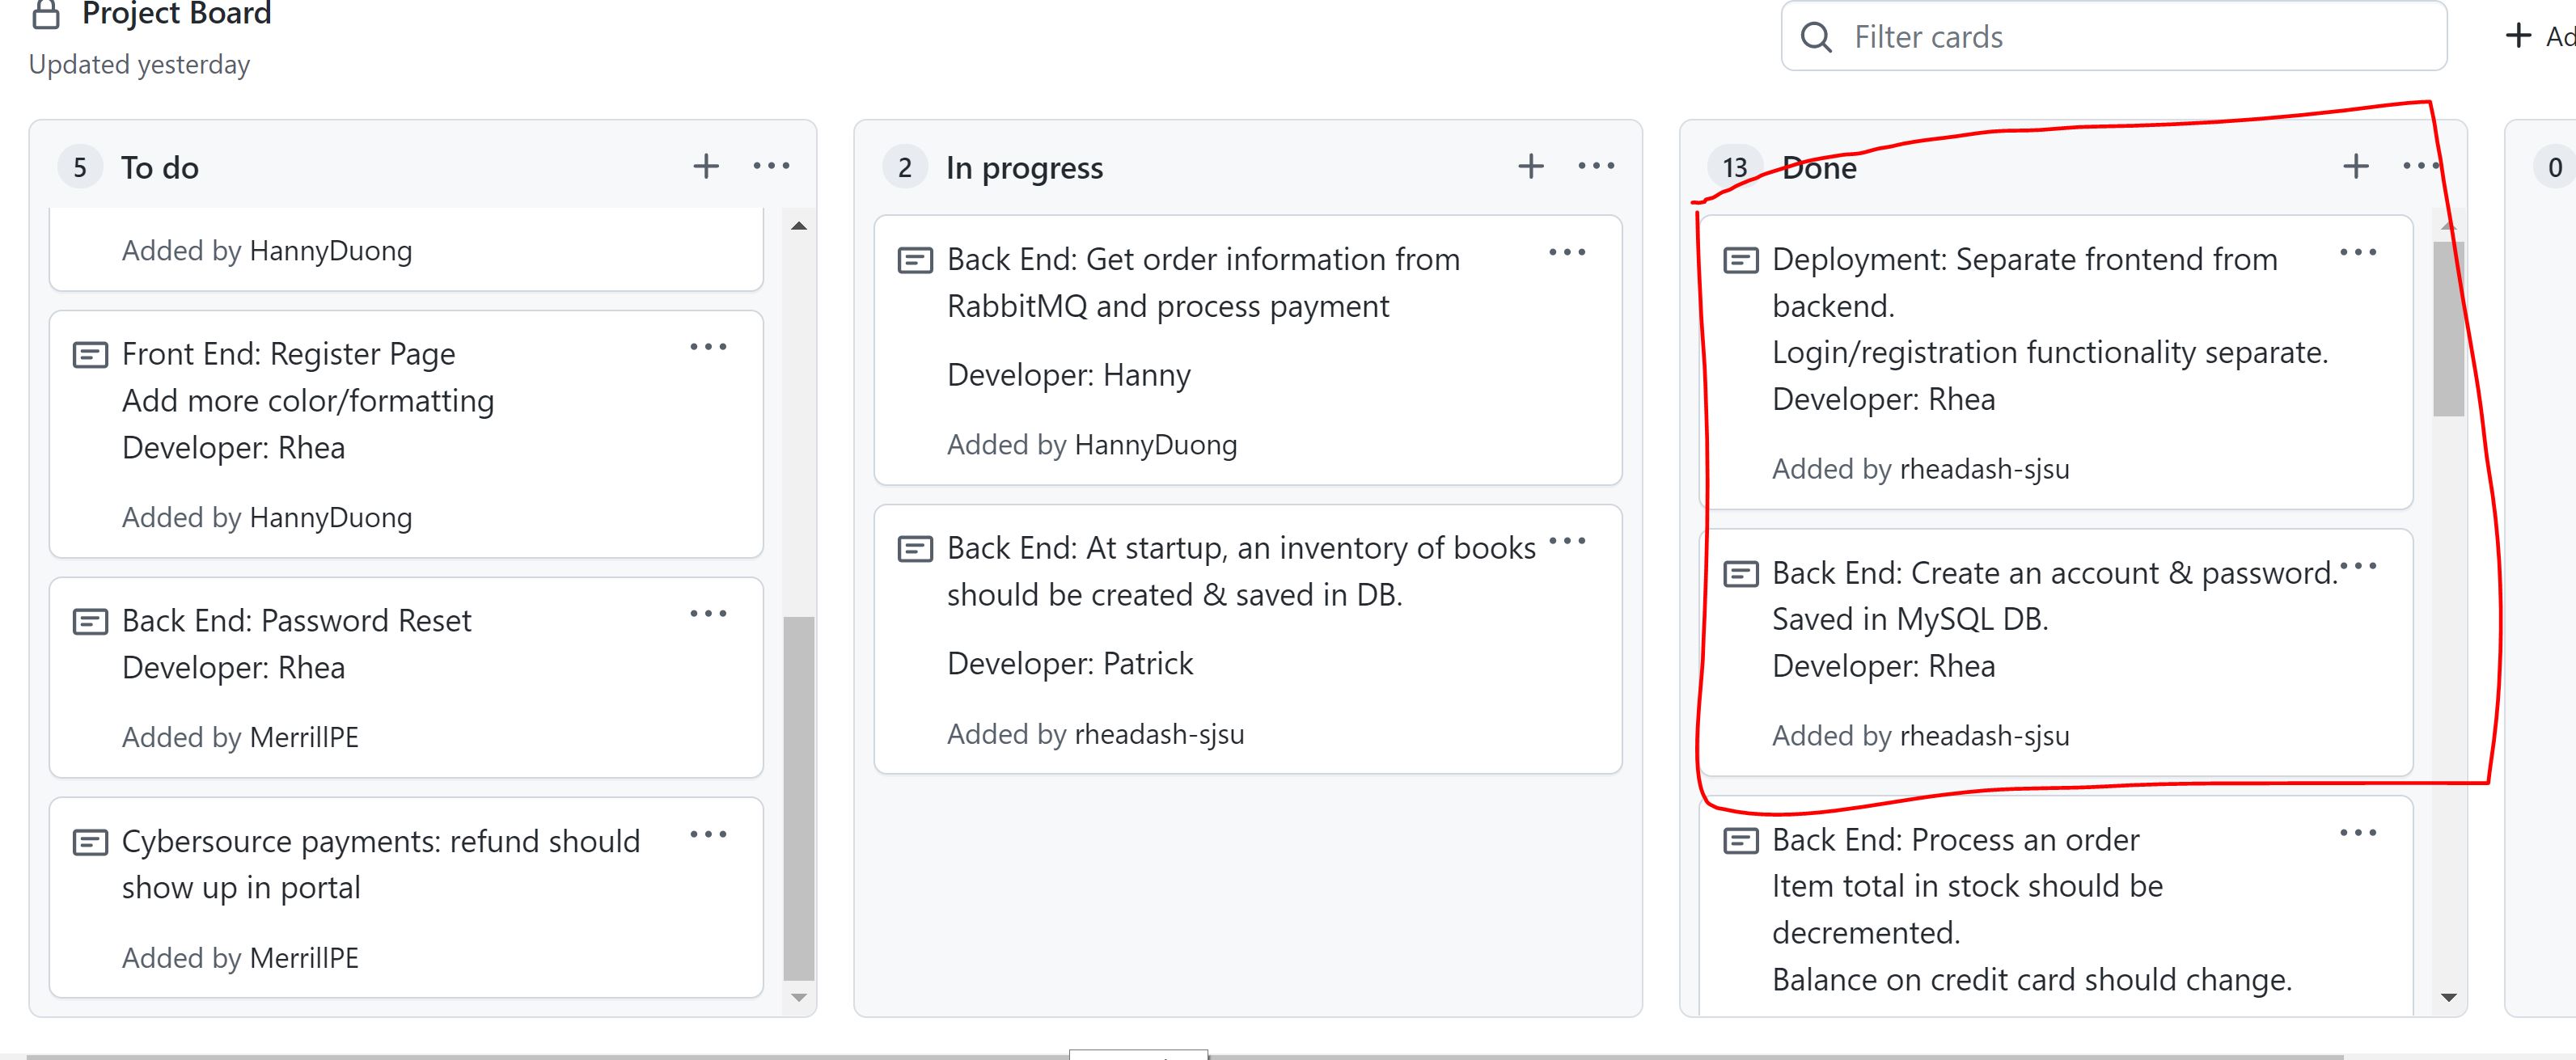 Project Board
Updated yesterday
Filter cards
5 To do
Added by HannyDuong
Front End: Register Page
Add more color/formatting
Developer: Rhea
Added by HannyDuong
Back End: Password Reset
Developer: Rhea
Added by MerrillPE
Cybersource payments: refund should
show up in portal
Added by MerrillPE
2 In progress
Back End: Get order information from
RabbitMQ and process payment
Developer: Hanny
Added by HannyDuong
Back End: At startup, an inventory of books
should be created & saved in DB.
Developer: Patrick
Added by rheadash-sjsu
13 Done
Deployment: Separate frontend from
backend.
Login/registration functionality separate.
Developer: Rhea
Added by rheadash-sjsu
Back End: Create an account & password.
Saved in MySQL DB.
Developer: Rhea
Added by rheadash-sjsu
Back End: Process an order
Item total in stock should be
decremented.
Balance on credit card should change.
0